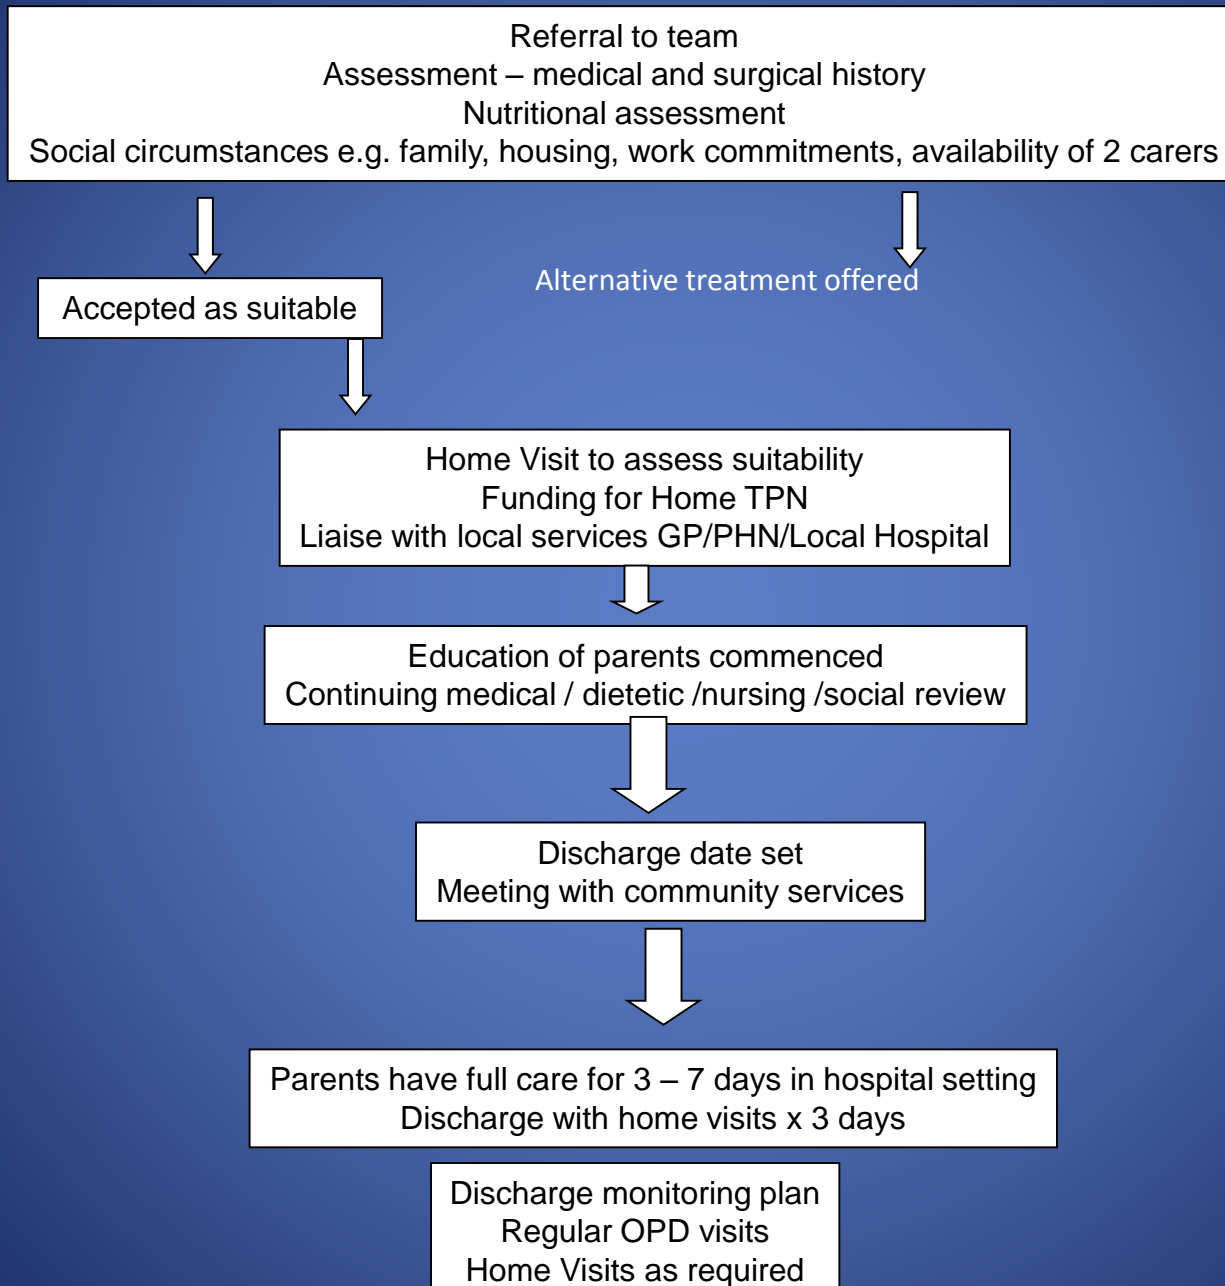 Referral to team
Assessment – medical and surgical history
Nutritional assessment
Social circumstances e.g. family, housing, work commitments, availability of 2 carers
Alternative treatment offered
Accepted as suitable
Home Visit to assess suitability
Funding for Home TPN
Liaise with local services GP/PHN/Local Hospital
Education of parents commenced
Continuing medical / dietetic /nursing /social review
Discharge date set
Meeting with community services
Parents have full care for 3 – 7 days in hospital setting
Discharge with home visits x 3 days
Discharge monitoring plan
Regular OPD visits
Home Visits as required